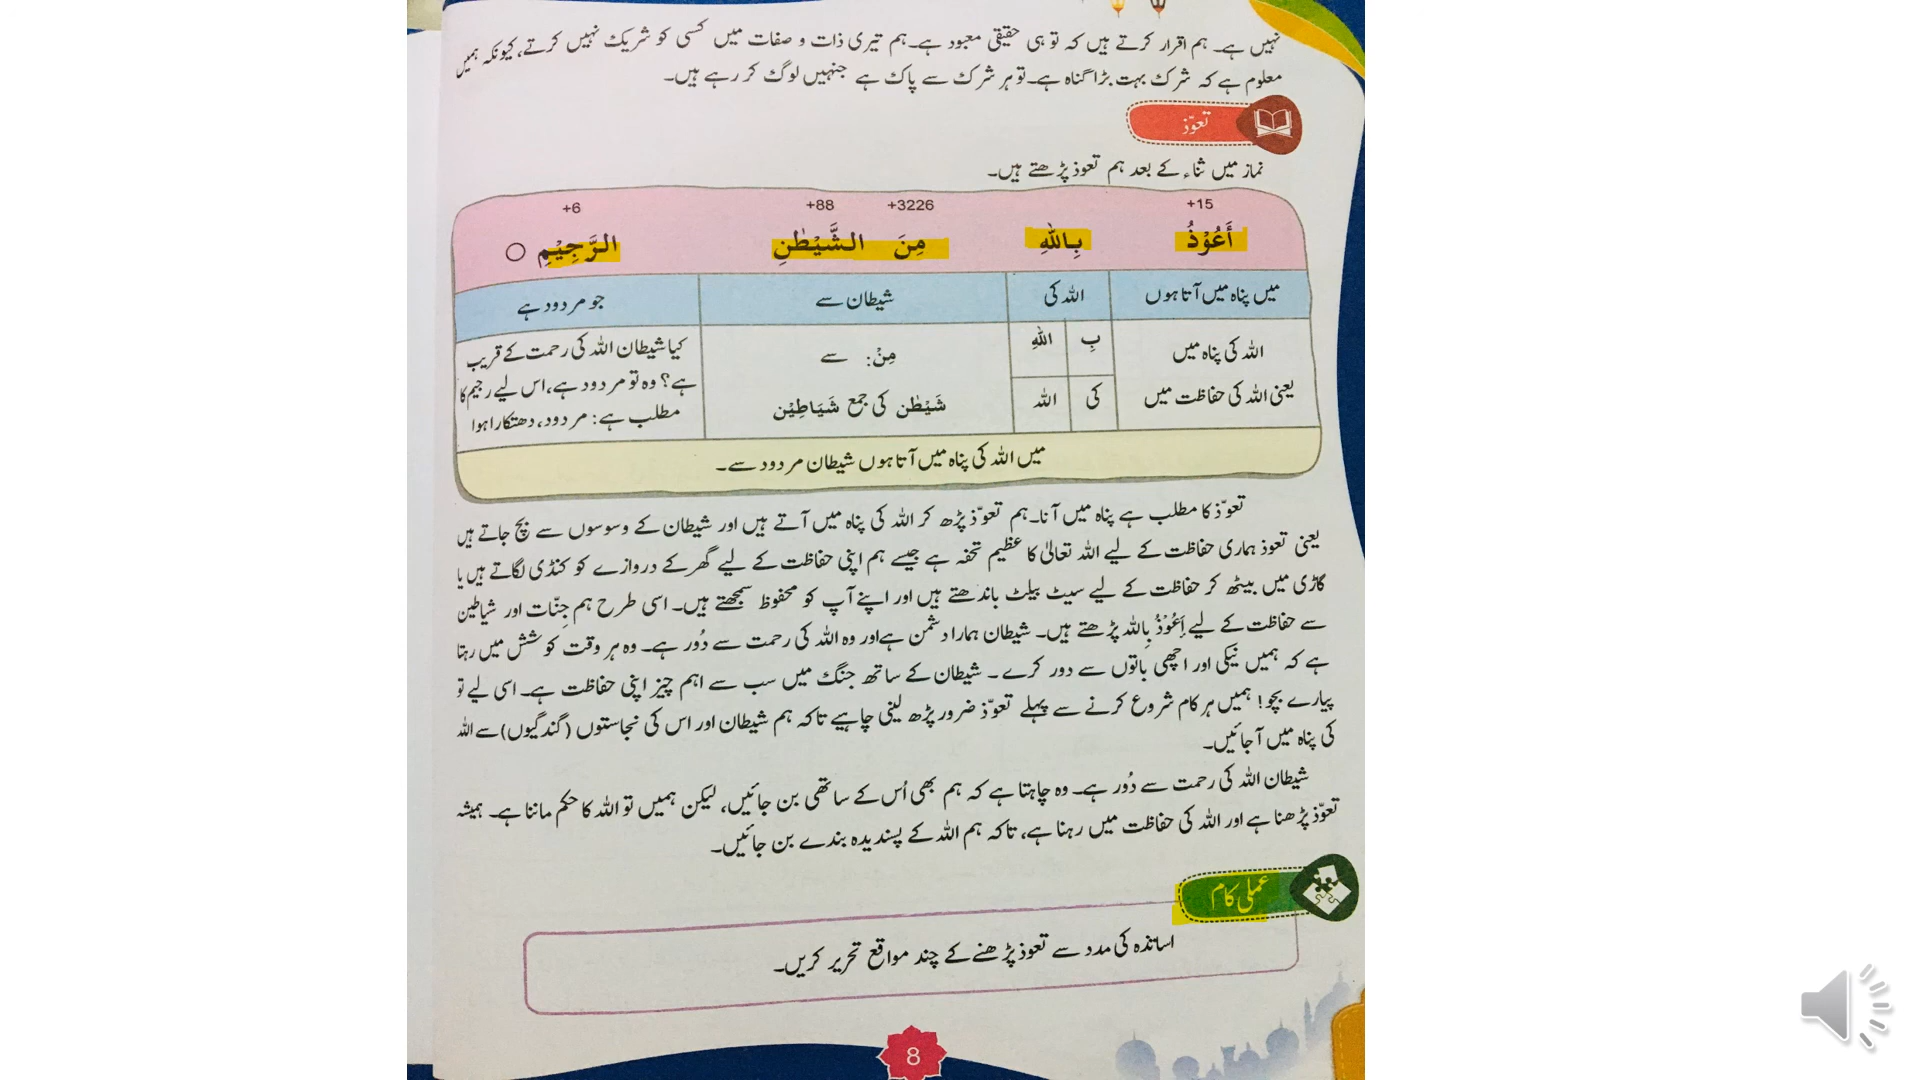 نہیں ہے۔ ہم اقرار کرتے ہیں کہ تو ہی حقیقی معبود ہے۔ ہم تیری ذات و صفات میں کسی کو شریک نہیں کرتے، کیونکہ ہمیں
معلوم ہے کہ شرک بہت بڑا گناہ ہے۔ تو ہر شرک سے پاک ہے جنہیں لوگ کر رہے ہیں۔
تعوّذ
نماز میں ثناء کے بعد ہم تعوذ پڑھتے ہیں۔
+15 +3226 +88 +6
أَعُوْذُ بِاللّٰهِ مِنَ الشَّيْطٰنِ الرَّجِيْمِ ○
میں پناہ میں آتا ہوں اللہ کی شیطان سے جو مردود ہے
اللہ کی پناہ میں
یعنی اللہ کی حفاظت میں
بِ اللّٰهِ
کی اللہ
مِنْ: سے
شَيْطٰن کی جمع شَيَاطِيْن
کیا شیطان اللہ کی رحمت کے قریب
ہے؟ وہ تو مردود ہے، اس لیے رجیم کا
مطلب ہے: مردود، دھتکارا ہوا
میں اللہ کی پناہ میں آتا ہوں شیطان مردود سے۔
تعوّذ کا مطلب ہے پناہ میں آنا۔ ہم تعوّذ پڑھ کر اللہ کی پناہ میں آتے ہیں اور شیطان کے وسوسوں سے بچ جاتے ہیں
یعنی تعوذ ہماری حفاظت کے لیے اللہ تعالیٰ کا عظیم تحفہ ہے جیسے ہم اپنی حفاظت کے لیے گھر کے دروازے کو کنڈی لگاتے ہیں یا
گاڑی میں بیٹھ کر حفاظت کے لیے سیٹ بیلٹ باندھتے ہیں اور اپنے آپ کو محفوظ سمجھتے ہیں۔ اسی طرح ہم جِنّات اور شیاطین
سے حفاظت کے لیے أَعُوْذُ بِاللہ پڑھتے ہیں۔ شیطان ہمارا دشمن ہے اور وہ اللہ کی رحمت سے دُور ہے۔ وہ ہر وقت کوشش میں رہتا
ہے کہ ہمیں نیکی اور اچھی باتوں سے دور کرے۔ شیطان کے ساتھ جنگ میں سب سے اہم چیز اپنی حفاظت ہے۔ اسی لیے تو
پیارے بچو! ہمیں ہر کام شروع کرنے سے پہلے تعوّذ ضرور پڑھ لینی چاہیے تاکہ ہم شیطان اور اس کی نجاستوں (گندگیوں) سے اللہ
کی پناہ میں آ جائیں۔
شیطان اللہ کی رحمت سے دُور ہے۔ وہ چاہتا ہے کہ ہم بھی اُس کے ساتھی بن جائیں، لیکن ہمیں تو اللہ کا حکم ماننا ہے۔ ہمیشہ
تعوّذ پڑھنا ہے اور اللہ کی حفاظت میں رہنا ہے، تاکہ ہم اللہ کے پسندیدہ بندے بن جائیں۔
عملی کام
اساتذہ کی مدد سے تعوذ پڑھنے کے چند مواقع تحریر کریں۔
8